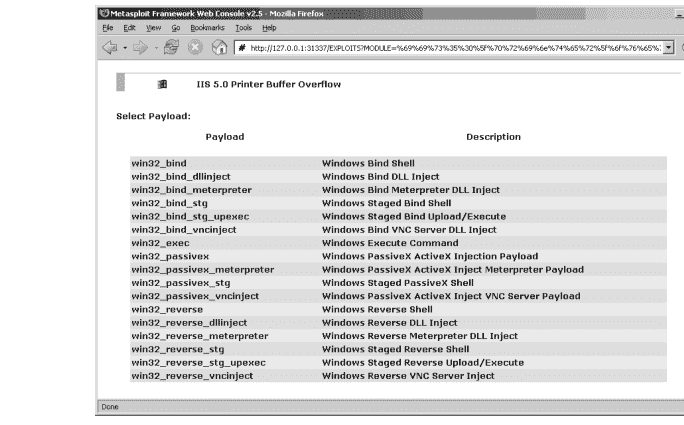 Metasploit Framework Web Console v2.5 - Mozilla Firefox
File Edit View Go Bookmarks Tools Help
http://127.0.0.1:31337/EXPLOITS?MODULE=%69%69%73%35%30%5F%70%72%69%6e%74%65%72%5F%6f%76%65%
IIS 5.0 Printer Buffer Overflow
Select Payload:
Payload Description
win32_bind Windows Bind Shell
win32_bind_dllinject Windows Bind DLL Inject
win32_bind_meterpreter Windows Bind Meterpreter DLL Inject
win32_bind_stg Windows Staged Bind Shell
win32_bind_stg_upexec Windows Staged Bind Upload/Execute
win32_bind_vncinject Windows Bind VNC Server DLL Inject
win32_exec Windows Execute Command
win32_passivex Windows PassiveX ActiveX Injection Payload
win32_passivex_meterpreter Windows PassiveX ActiveX Inject Meterpreter Payload
win32_passivex_stg Windows Staged PassiveX Shell
win32_passivex_vncinject Windows PassiveX ActiveX Inject VNC Server Payload
win32_reverse Windows Reverse Shell
win32_reverse_dllinject Windows Reverse DLL Inject
win32_reverse_meterpreter Windows Reverse Meterpreter DLL Inject
win32_reverse_stg Windows Staged Reverse Shell
win32_reverse_stg_upexec Windows Staged Reverse Upload/Execute
win32_reverse_vncinject Windows Reverse VNC Server Inject
Done